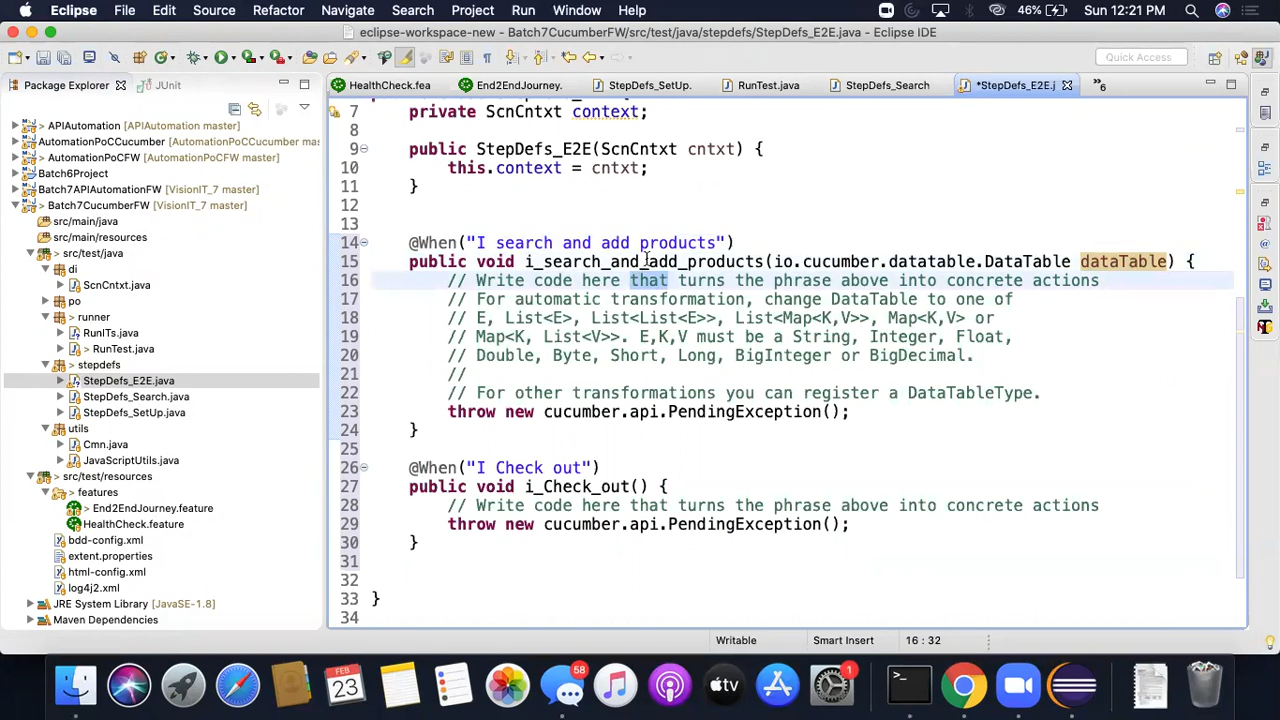 Eclipse File Edit Source Refactor Navigate Search Project Run Window Help 46% Sun 12:21 PM
eclipse-workspace-new - Batch7CucumberFW/src/test/java/stepdefs/StepDefs_E2E.java - Eclipse IDE
Quick Access
Package Explorer JUnit
HealthCheck.fea End2EndJourney. StepDefs_SetUp. RunTest.java StepDefs_Search *StepDefs_E2E.j »6
APIAutomation [APIAutomation master]
AutomationPoCCucumber [AutomationPoCCucumber mas
AutomationPoCFW [AutomationPoCFW master]
Batch6Project
Batch7APIAutomationFW [VisionIT_7 master]
> Batch7CucumberFW [VisionIT_7 master]
src/main/java
src/main/resources
> src/test/java
di
ScnCntxt.java
po
> runner
RunITs.java
> RunTest.java
> stepdefs
StepDefs_E2E.java
StepDefs_Search.java
StepDefs_SetUp.java
utils
Cmn.java
JavaScriptUtils.java
> src/test/resources
> features
> End2EndJourney.feature
HealthCheck.feature
bdd-config.xml
extent.properties
html-config.xml
log4j2.xml
JRE System Library [JavaSE-1.8]
Maven Dependencies
7 private ScnCntxt context;
8
9 public StepDefs_E2E(ScnCntxt cntxt) {
10 this.context = cntxt;
11 }
12
13
14 @When("I search and add products")
15 public void i_search_and_add_products(io.cucumber.datatable.DataTable dataTable) {
16 // Write code here that turns the phrase above into concrete actions
17 // For automatic transformation, change DataTable to one of
18 // E, List<E>, List<List<E>>, List<Map<K,V>>, Map<K,V> or
19 // Map<K, List<V>>. E,K,V must be a String, Integer, Float,
20 // Double, Byte, Short, Long, BigInteger or BigDecimal.
21 //
22 // For other transformations you can register a DataTableType.
23 throw new cucumber.api.PendingException();
24 }
25
26 @When("I Check out")
27 public void i_Check_out() {
28 // Write code here that turns the phrase above into concrete actions
29 throw new cucumber.api.PendingException();
30 }
31
32
33 }
34
Writable Smart Insert 16 : 32
FEB 23 58 tv 1